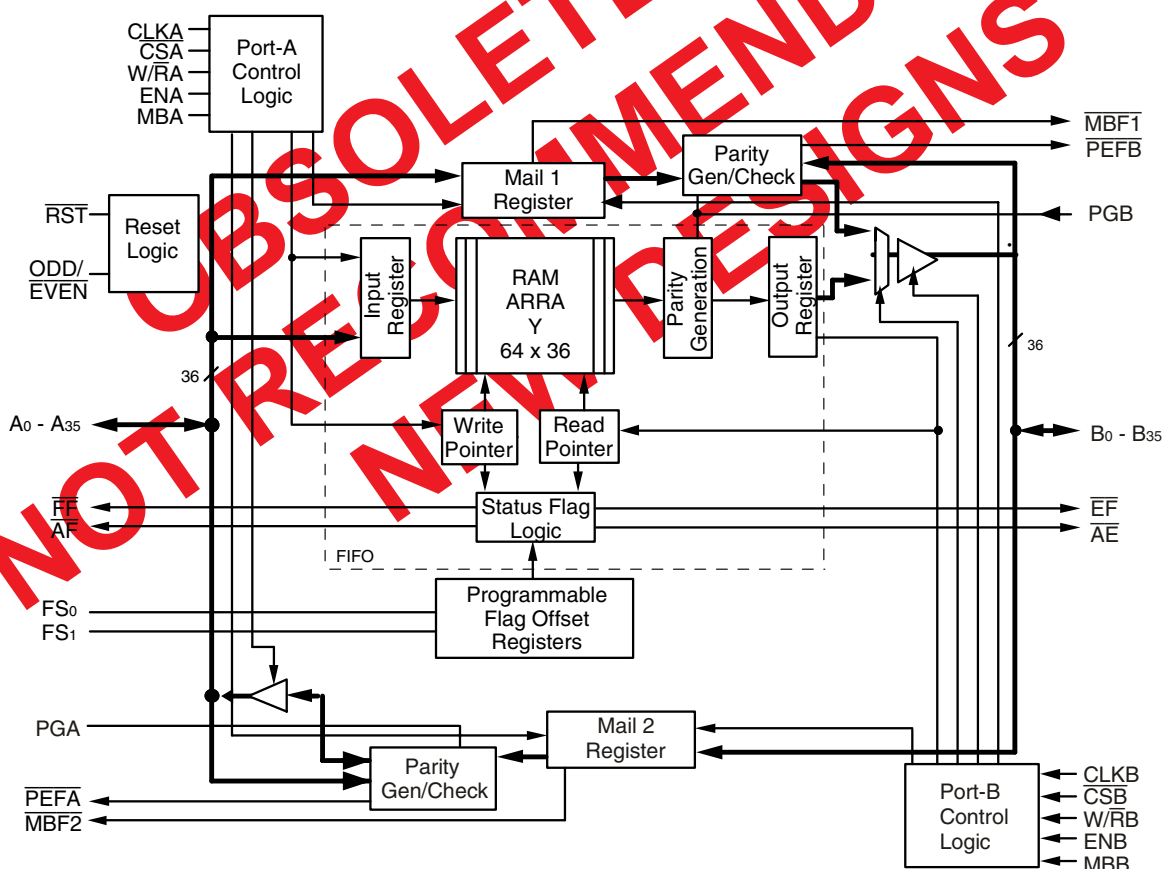 OBSOLETE
NOT RECOMMEND
NEW DESIGNS
CLKA
CSA
W/RA
ENA
MBA
Port-A
Control
Logic
RST
ODD/
EVEN
Reset
Logic
Mail 1
Register
Parity
Gen/Check
MBF1
PEFB
PGB
Input
Register
RAM
ARRA
Y
64 x 36
Parity
Generation
Output
Register
36
36
A0 - A35
B0 - B35
Write
Pointer
Read
Pointer
FF
AF
Status Flag
Logic
EF
AE
FIFO
FS0
FS1
Programmable
Flag Offset
Registers
PGA
Mail 2
Register
Parity
Gen/Check
PEFA
MBF2
Port-B
Control
Logic
CLKB
CSB
W/RB
ENB
MBB